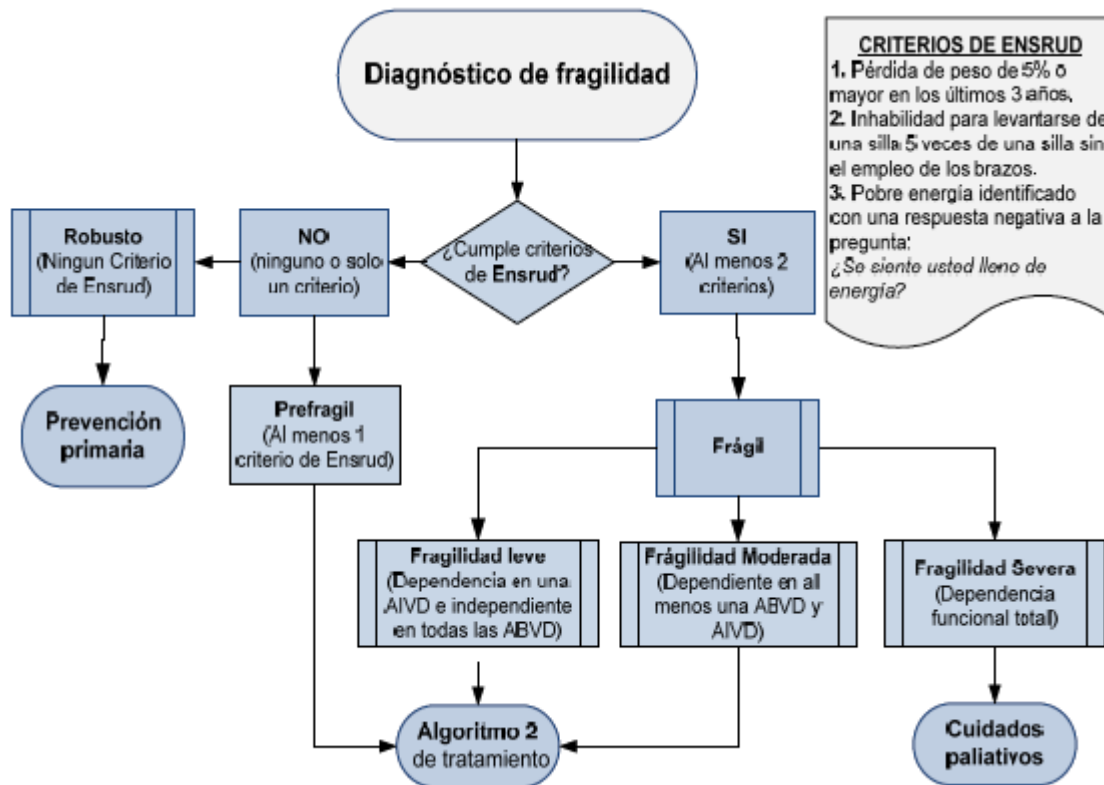 Diagnóstico de fragilidad
CRITERIOS DE ENSRUD
1. Pérdida de peso de 5% o
mayor en los últimos 3 años.
2. Inhabilidad para levantarse de
una silla 5 veces de una silla sin
el empleo de los brazos.
3. Pobre energía identificado
con una respuesta negativa a la
pregunta:
¿Se siente usted lleno de
energía?
Robusto
(Ningun Criterio
de Ensrud)
NO
(ninguno o solo
un criterio)
¿Cumple criterios
de Ensrud?
SI
(Al menos 2
criterios)
Prevención
primaria
Prefragil
(Al menos 1
criterio de Ensrud)
Frágil
Fragilidad leve
(Dependencia en una
AIVD e independiente
en todas las ABVD)
Frágilidad Moderada
(Dependiente en al
menos una ABVD y
AIVD)
Fragilidad Severa
(Dependencia
funcional total)
Algoritmo 2
de tratamiento
Cuidados
paliativos